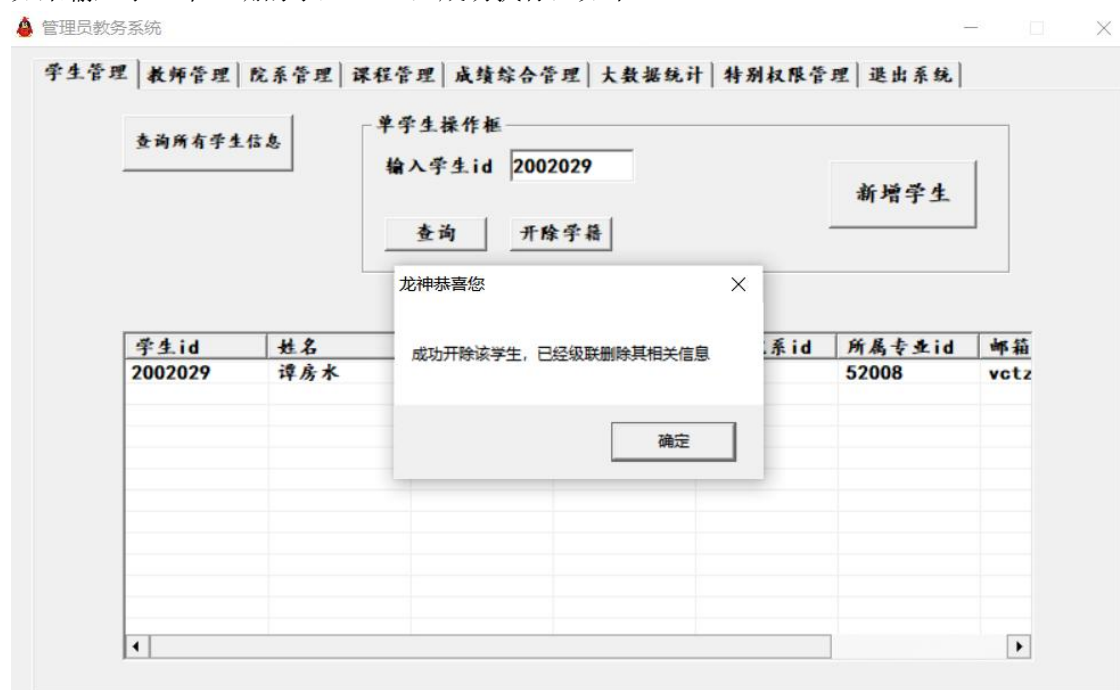 管理员教务系统
学生管理 教师管理 院系管理 课程管理 成绩综合管理 大数据统计 特别权限管理 退出系统
查询所有学生信息
单学生操作框
输入学生id 2002029
新增学生
查询 开除学籍
龙神恭喜您
成功开除该学生，已经级联删除其相关信息
确定
学生id 姓名 系id 所属专业id 邮箱
2002029 谭房水 52008 vctz